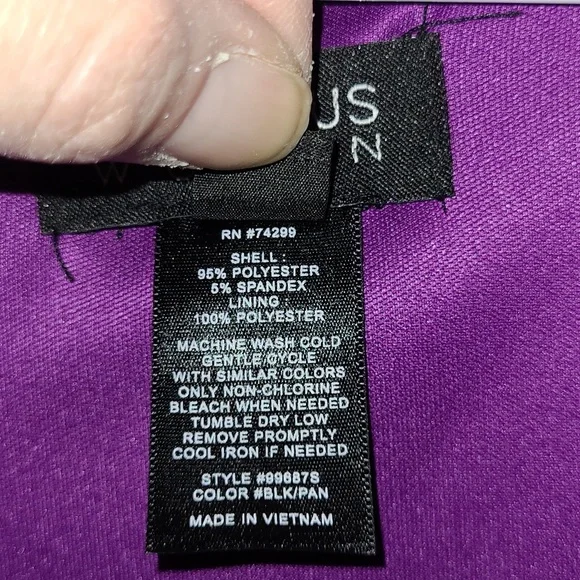 US
W
N
RN #74299
SHELL :
95% POLYESTER
5% SPANDEX
LINING :
100% POLYESTER
MACHINE WASH COLD
GENTLE CYCLE
WITH SIMILAR COLORS
ONLY NON-CHLORINE
BLEACH WHEN NEEDED
TUMBLE DRY LOW
REMOVE PROMPTLY
COOL IRON IF NEEDED
STYLE #99687S
COLOR #BLK/PAN
MADE IN VIETNAM